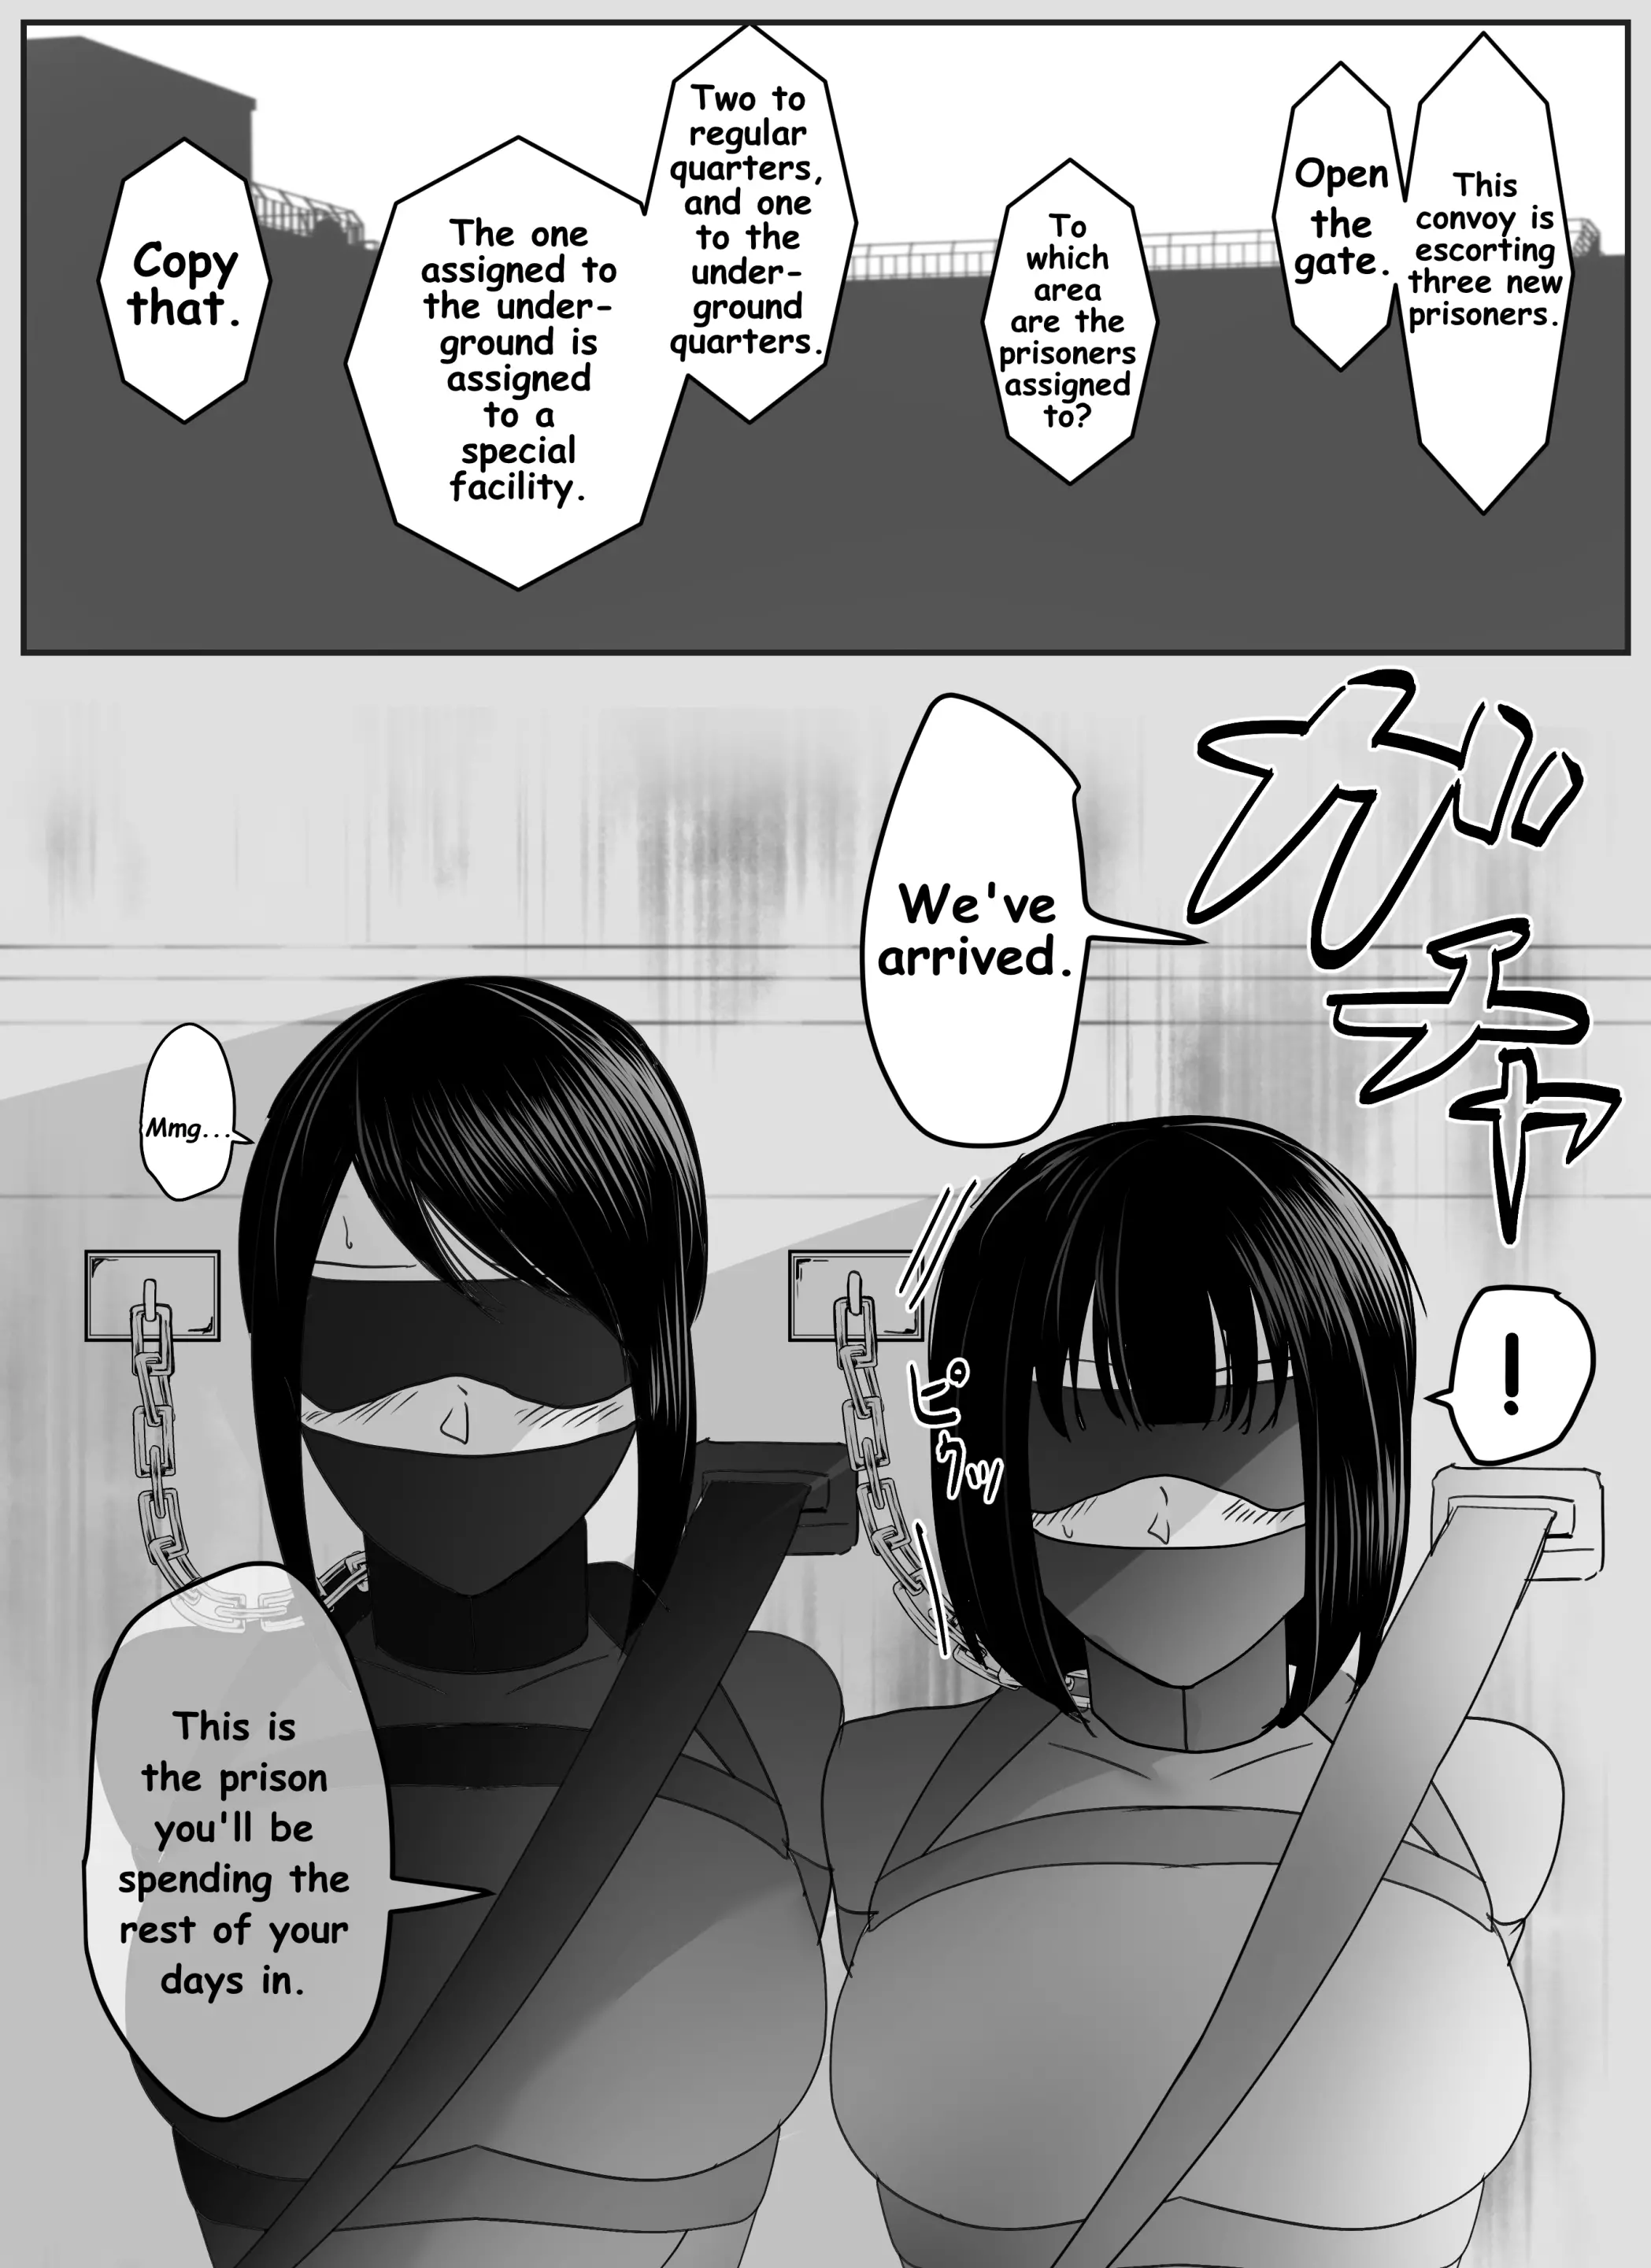 This
convoy is
escorting
three new
prisoners.
Open
the
gate.
To
which
area
are the
prisoners
assigned
to?
Two to
regular
quarters,
and one
to the
under-
ground
quarters.
The one
assigned to
the under-
ground is
assigned
to a
special
facility.
Copy
that.
ガチャ
We've
arrived.
Mmg...
!
ピクッ
This is
the prison
you'll be
spending the
rest of your
days in.